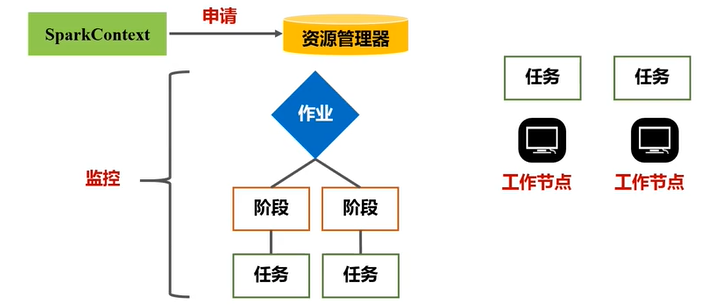 SparkContext
申请
资源管理器
监控
作业
阶段
阶段
任务
任务
任务
任务
工作节点
工作节点